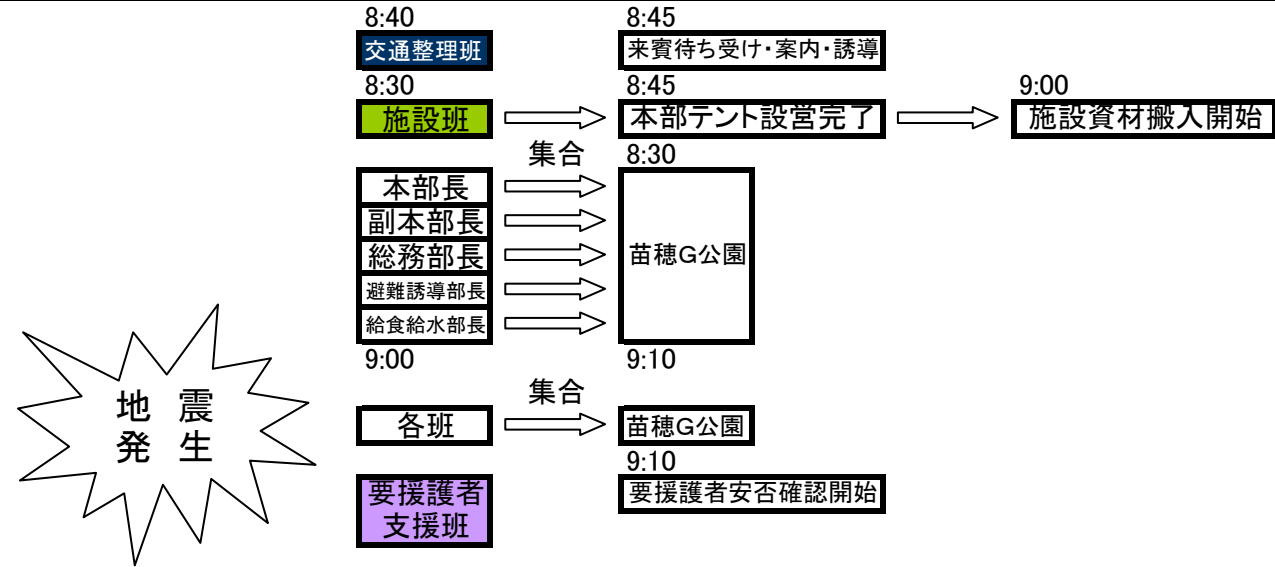 8:40 8:45
交通整理班 来賓待ち受け・案内・誘導
8:30 8:45 9:00
施設班 本部テント設営完了 施設資材搬入開始
集合 8:30
本部長
副本部長
総務部長 苗穂G公園
避難誘導部長
給食給水部長
9:00 9:10
地 震
発 生
集合
各班 苗穂G公園
9:10
要援護者 要援護者安否確認開始
支援班